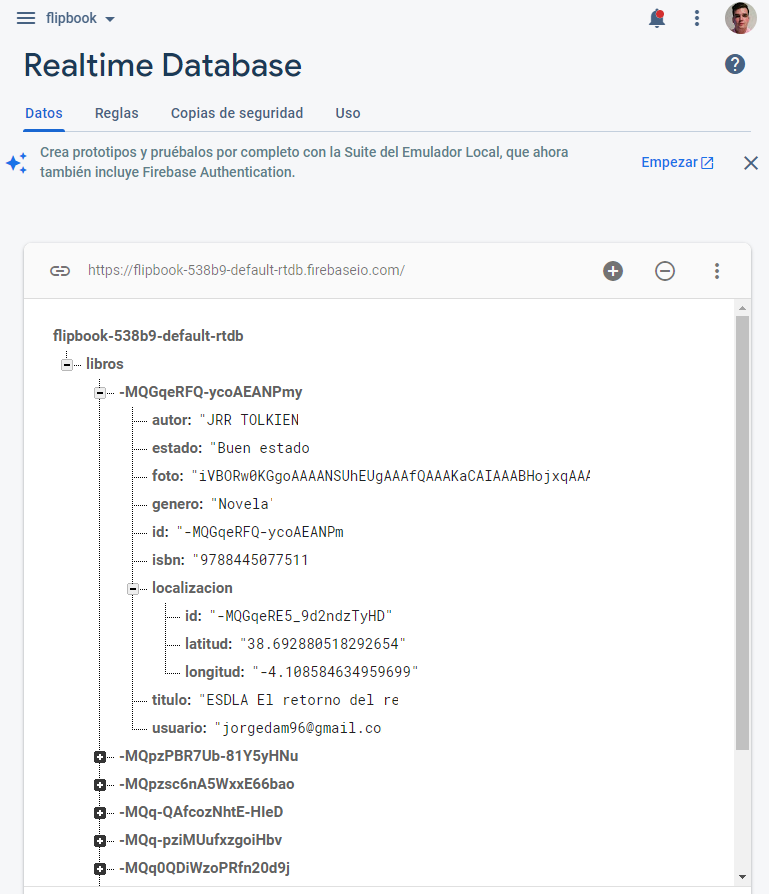 flipbook
Realtime Database
Datos Reglas Copias de seguridad Uso
Crea prototipos y pruébalos por completo con la Suite del Emulador Local, que ahora
también incluye Firebase Authentication.
Empezar
https://flipbook-538b9-default-rtdb.firebaseio.com/
flipbook-538b9-default-rtdb
libros
-MQGqeRFQ-ycoAEANPmy
autor: "JRR TOLKIEN
estado: "Buen estado
foto: "iVBORw0KGgoAAAANSUhEUgAAAfQAAAKaCAIAAABHojxqAAA
genero: "Novela'
id: "-MQGqeRFQ-ycoAEANPm
isbn: "9788445077511
localizacion
id: "-MQGqeRE5_9d2ndzTyHD"
latitud: "38.692880518292654"
longitud: "-4.108584634959699"
titulo: "ESDLA El retorno del re
usuario: "jorgedam96@gmail.co
-MQpzPBR7Ub-81Y5yHNu
-MQpzsc6nA5WxxE66bao
-MQq-QAfcozNhtE-HIeD
-MQq-pziMUufxzgoiHbv
-MQq0QDiWzoPRfn20d9j